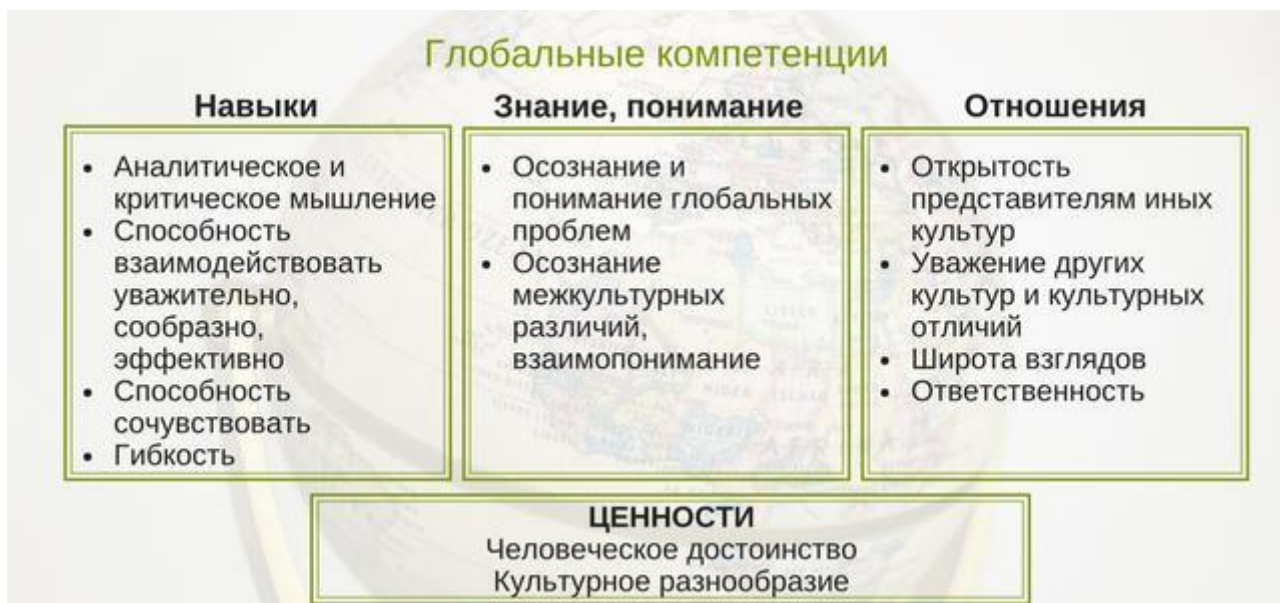 Глобальные компетенции
Навыки
• Аналитическое и
критическое мышление
• Способность
взаимодействовать
уважительно,
сообразно,
эффективно
• Способность
сочувствовать
• Гибкость
Знание, понимание
• Осознание и
понимание глобальных
проблем
• Осознание
межкультурных
различий,
взаимопонимание
Отношения
• Открытость
представителям иных
культур
• Уважение других
культур и культурных
отличий
• Широта взглядов
• Ответственность
ЦЕННОСТИ
Человеческое достоинство
Культурное разнообразие